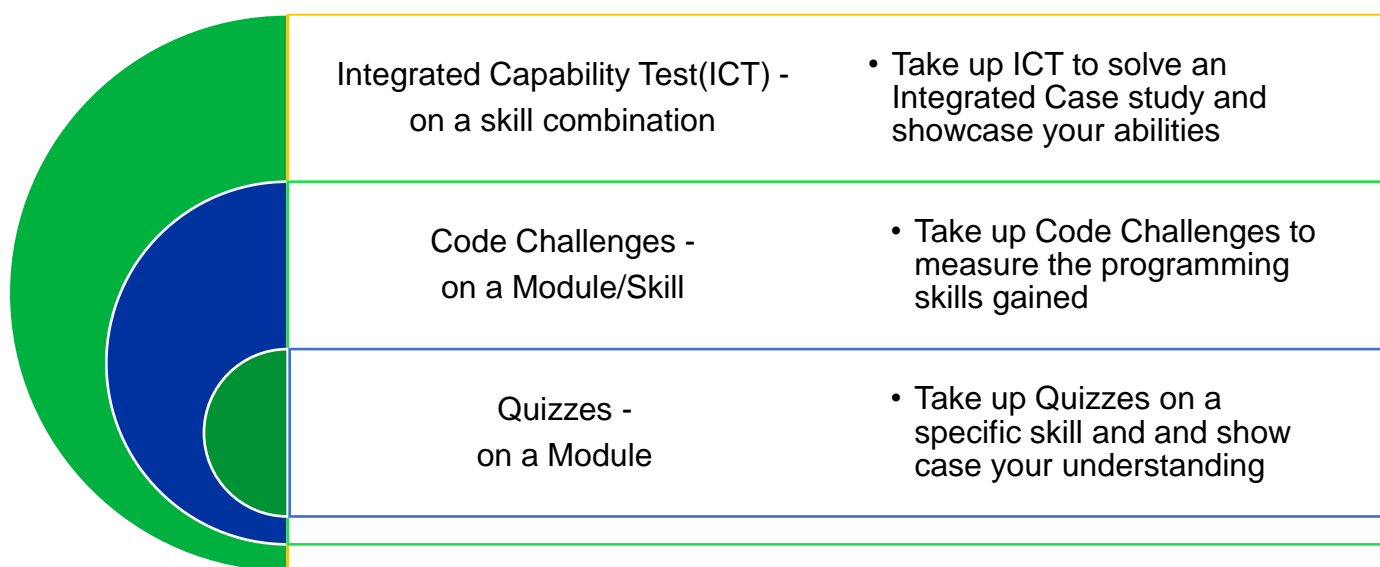 Integrated Capability Test(ICT) -
on a skill combination
• Take up ICT to solve an
Integrated Case study and
showcase your abilities
Code Challenges -
on a Module/Skill
• Take up Code Challenges to
measure the programming
skills gained
Quizzes -
on a Module
• Take up Quizzes on a
specific skill and and show
case your understanding